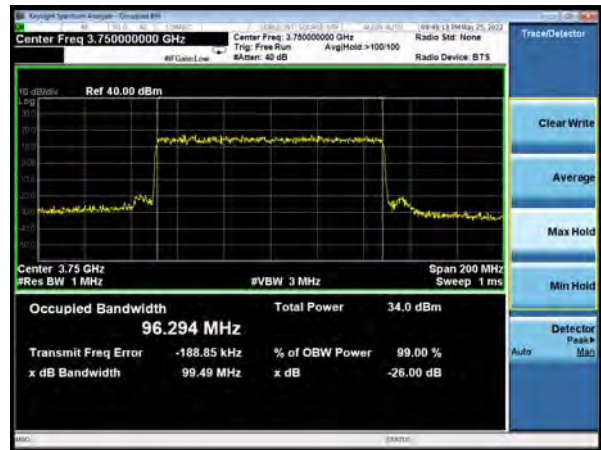 Keysight Spectrum Analyzer - Occupied BW
Center Freq 3.750000000 GHz
Center Freq: 3.750000000 GHz
Radio Std: None
Trig: Free Run
Avg|Hold:>100/100
#IFGain:Low
#Atten: 40 dB
Radio Device: BTS
Trace/Detector
10 dB/div
Ref 40.00 dBm
Log
Clear Write
Average
Max Hold
Min Hold
Center 3.75 GHz
Span 200 MHz
#Res BW 1 MHz
#VBW 3 MHz
Sweep 1 ms
Occupied Bandwidth
Total Power
34.0 dBm
96.294 MHz
Transmit Freq Error
-188.85 kHz
% of OBW Power
99.00 %
x dB Bandwidth
99.49 MHz
x dB
-26.00 dB
Detector
Peak
Auto
Man
MSG
STATUS